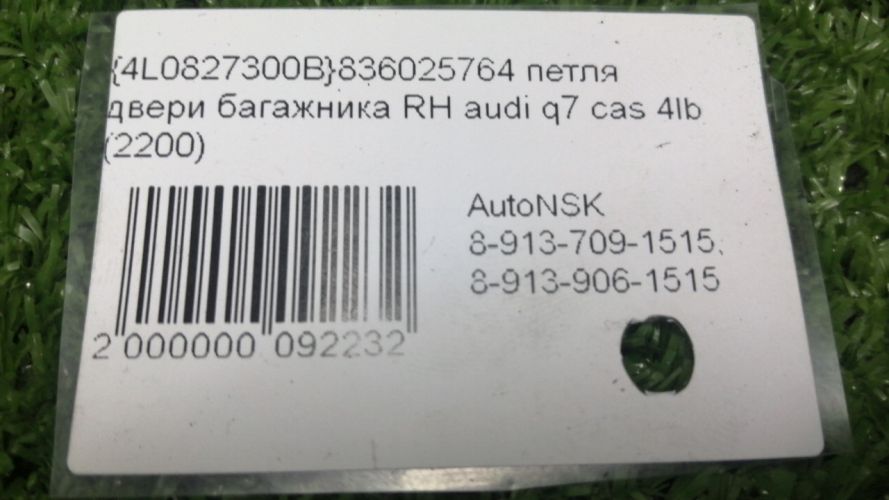 {4L0827300B}836025764 петля
двери багажника RH audi q7 cas 4lb
(2200)
AutoNSK
8-913-709-1515,
8-913-906-1515
2 000000 092232